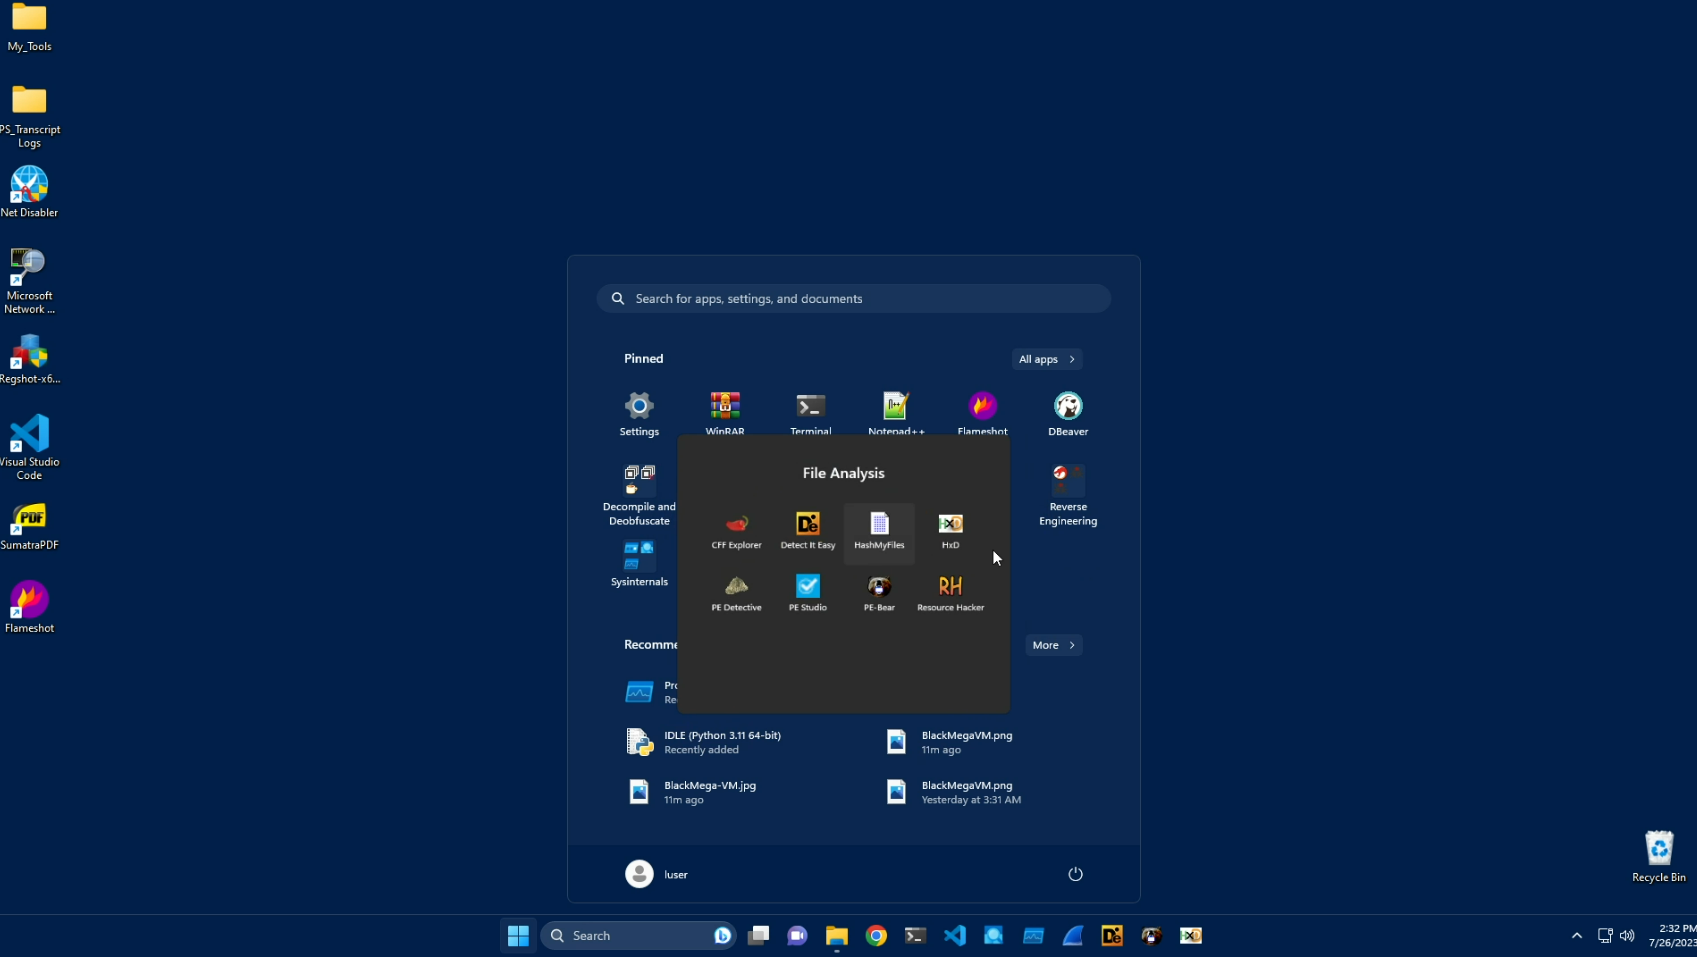 My_Tools
PS_Transcript
Logs
Net Disabler
Microsoft
Network ...
Regshot-x6...
Visual Studio
Code
SumatraPDF
Flameshot
Search for apps, settings, and documents
Pinned
All apps
Settings
WinRAR
Terminal
Notepad++
Flameshot
DBeaver
Decompile and
Deobfuscate
Sysinternals
File Analysis
CFF Explorer
Detect It Easy
HashMyFiles
HxD
PE Detective
PE Studio
PE-Bear
Resource Hacker
Reverse
Engineering
Recomme
More
Pro
Rec
IDLE (Python 3.11 64-bit)
Recently added
BlackMegaVM.png
11m ago
BlackMega-VM.jpg
11m ago
BlackMegaVM.png
Yesterday at 3:31 AM
Recycle Bin
Search
2:32 PM
7/26/2023